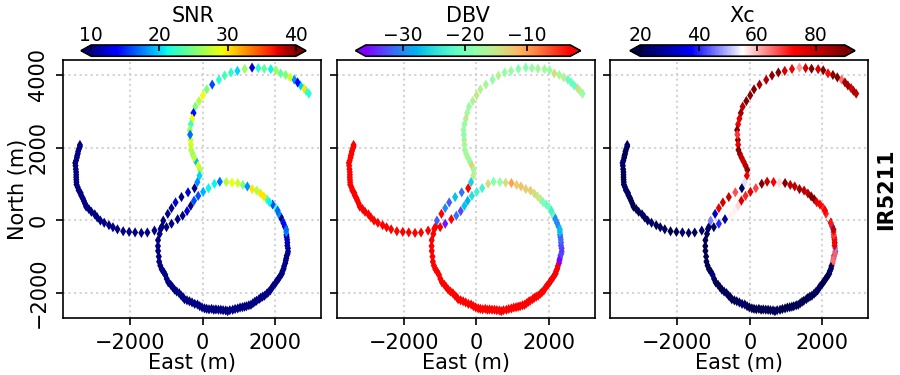 SNR DBV Xc
10 20 30 40 −30 −20 −10 20 40 60 80
4000
2000
0
−2000
North (m)
IR5211
−2000 0 2000 −2000 0 2000 −2000 0 2000
East (m) East (m) East (m)